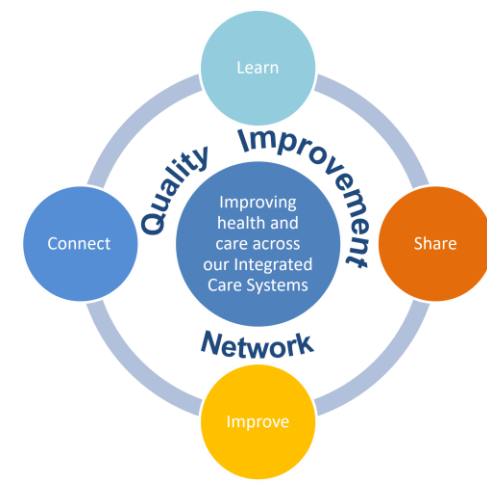 Learn
Quality Improvement
Network
Improving
health and
care across
our Integrated
Care Systems
Connect
Share
Improve